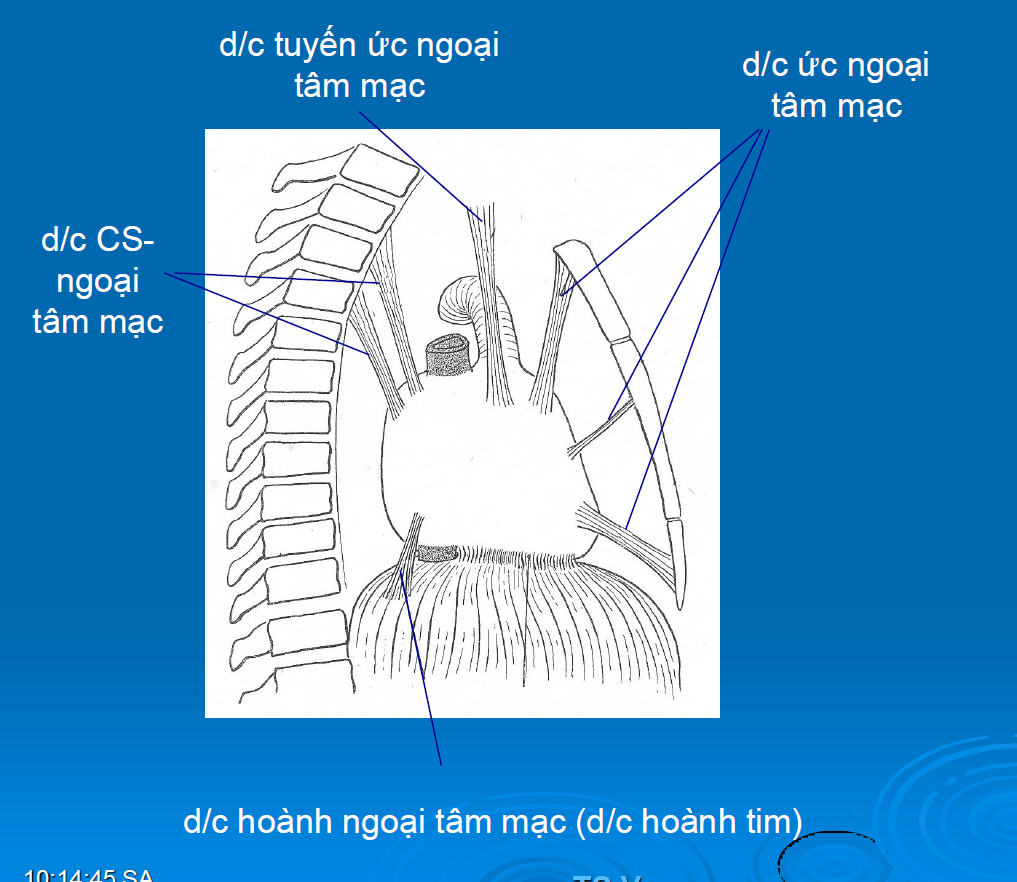 d/c tuyến ức ngoại
tâm mạc
d/c ức ngoại
tâm mạc
d/c CS-
ngoại
tâm mạc
d/c hoành ngoại tâm mạc (d/c hoành tim)
10:14:45 SA
TS.V